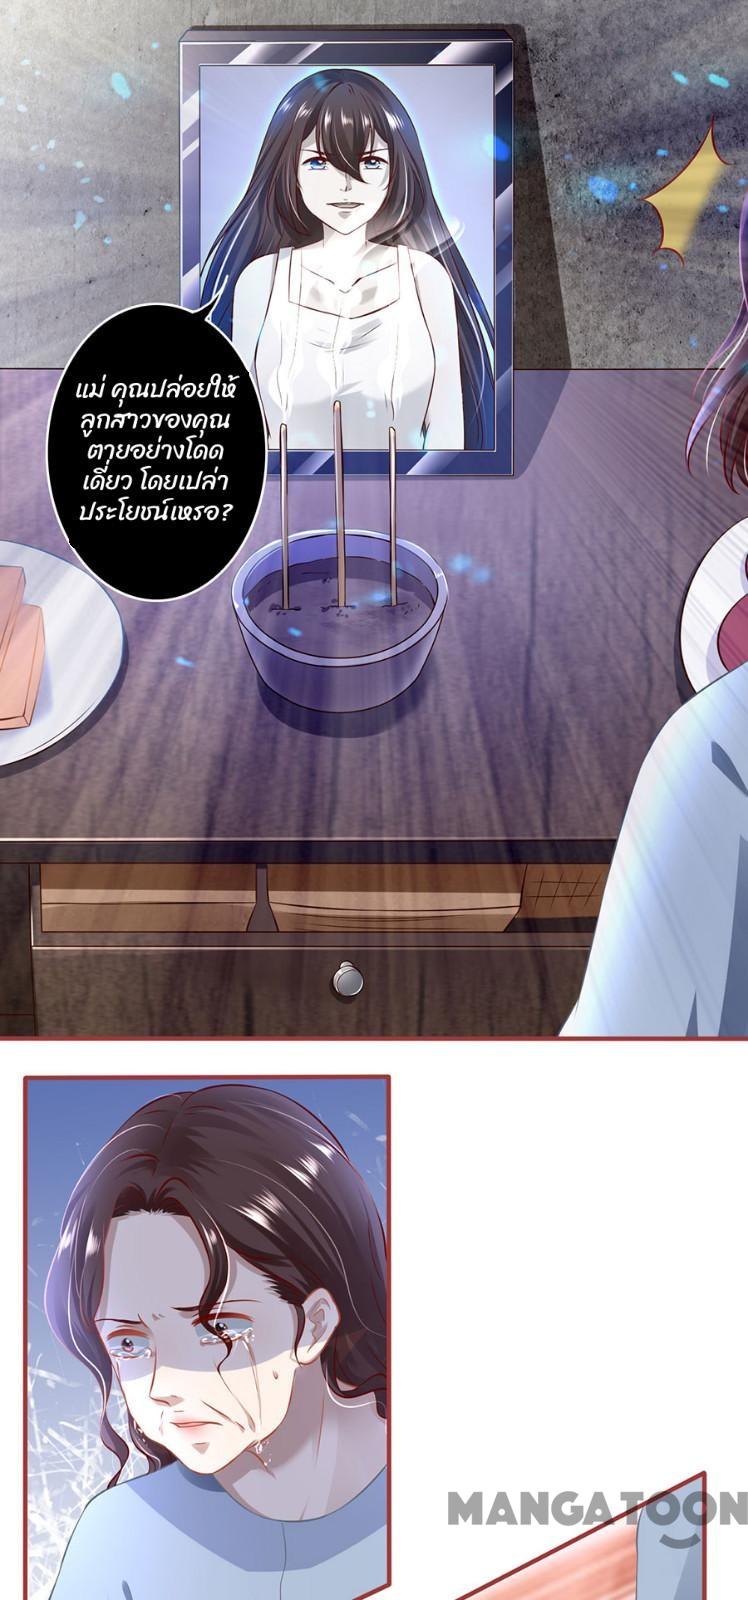 แม่ คุณปล่อยให้
ลูกสาวของคุณ
ตายอย่างโดด
เดี่ยว โดยเปล่า
ประโยชน์เหรอ?
MANGATOON